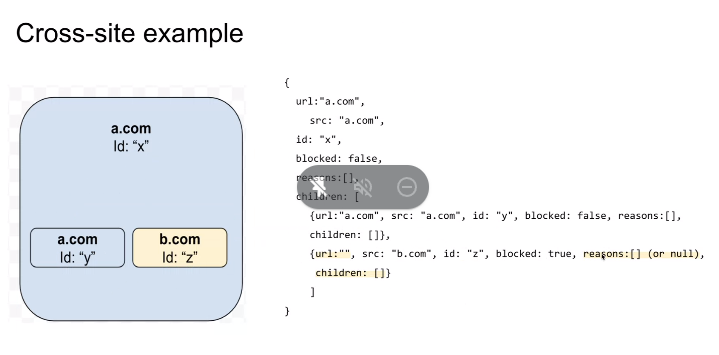 Cross-site example
a.com
Id: “x”
a.com
Id: “y”
b.com
Id: “z”
{
url:"a.com",
src: "a.com",
id: "x",
blocked: false,
reasons:[],
children: [
{url:"a.com", src: "a.com", id: "y", blocked: false, reasons:[],
children: []},
{url:"", src: "b.com", id: "z", blocked: true, reasons:[] (or null),
children: []}
]
}